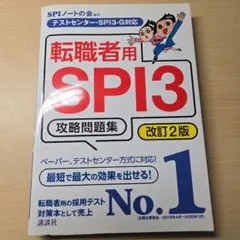 SPIノートの会 編著
テストセンター・SPI3-G対応
転職者用
SPI3
攻略問題集
改訂2版
ペーパー、テストセンター方式に対応!
最短で最大の効果を出せる!
転職者用の採用テスト
対策本として売上
No.1
講談社